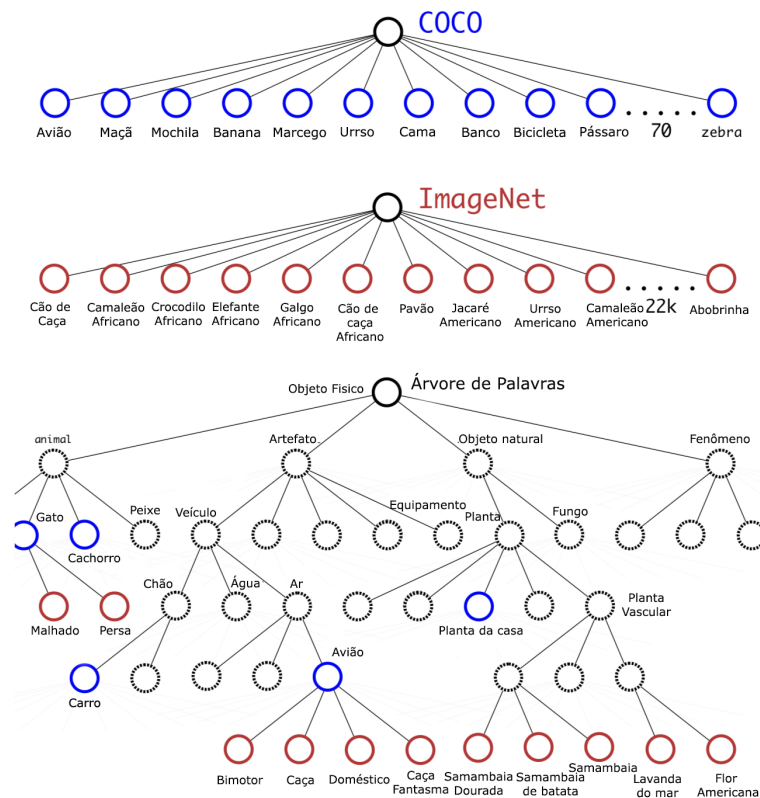 COCO
Avião Maçã Mochila Banana Marcego Urrso Cama Banco Bicicleta Pássaro 70 zebra
ImageNet
Cão de Caça
Camaleão Africano
Crocodilo Africano
Elefante Africano
Galgo Africano
Cão de caça Africano
Pavão
Jacaré Americano
Urrso Americano
Camaleão Americano
22k
Abobrinha
Objeto Fisico Árvore de Palavras
animal Artefato Objeto natural Fenômeno
Gato Peixe Veículo Equipamento Planta Fungo
Cachorro
Chão Água Ar
Malhado Persa Planta da casa
Planta Vascular
Avião
Carro
Bimotor Caça Doméstico
Caça Fantasma
Samambaia Dourada
Samambaia de batata
Samambaia
Lavanda do mar
Flor Americana